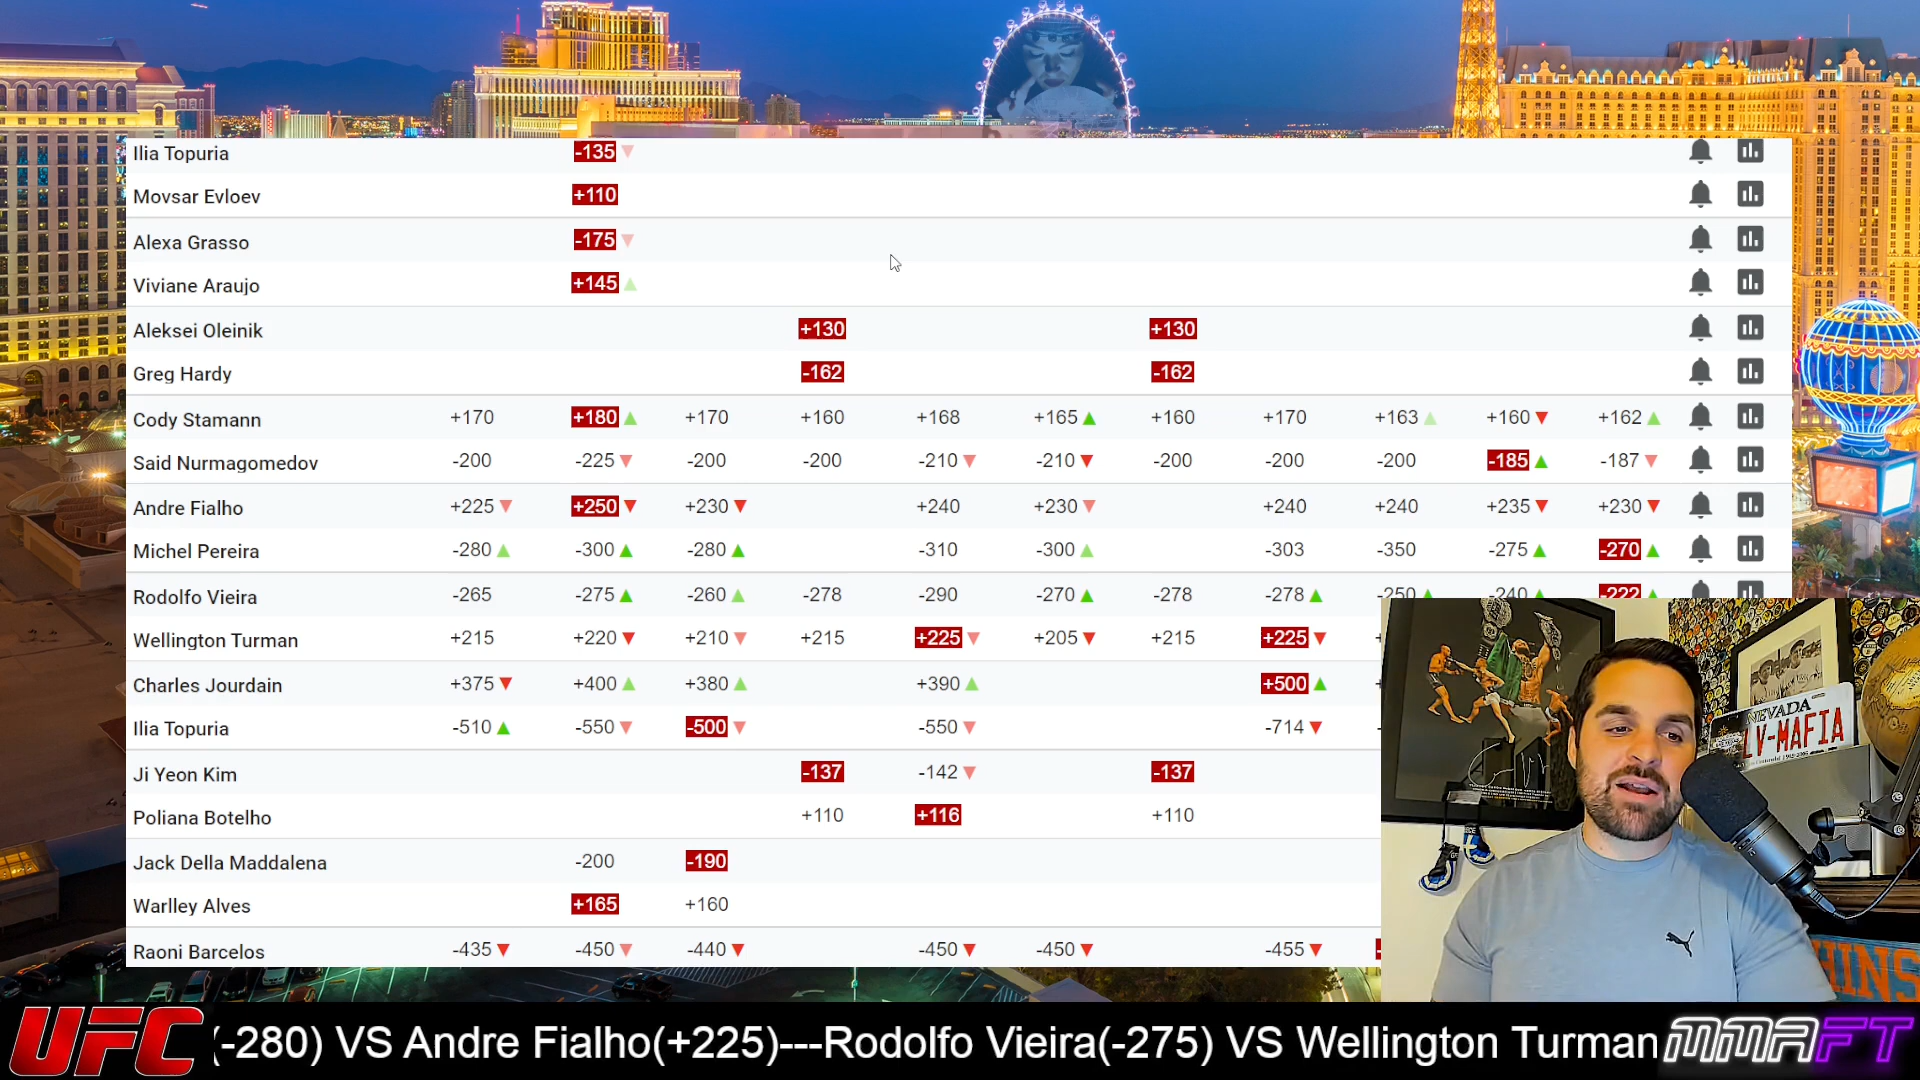 Ilia Topuria -135
Movsar Evloev +110
Alexa Grasso -175
Viviane Araujo +145
Aleksei Oleinik +130 +130
Greg Hardy -162 -162
Cody Stamann +170 +180 +170 +160 +168 +165 +160 +170 +163 +160 +162
Said Nurmagomedov -200 -225 -200 -200 -210 -210 -200 -200 -200 -185 -187
Andre Fialho +225 +250 +230 +240 +230 +240 +240 +235 +230
Michel Pereira -280 -300 -280 -310 -300 -303 -350 -275 -270
Rodolfo Vieira -265 -275 -260 -278 -290 -270 -278 -278 -250 -240 -222
Wellington Turman +215 +220 +210 +215 +225 +205 +215 +225
Charles Jourdain +375 +400 +380 +390 +500
Ilia Topuria -510 -550 -500 -550 -714
Ji Yeon Kim -137 -142 -137
Poliana Botelho +110 +116 +110
Jack Della Maddalena -200 -190
Warlley Alves +165 +160
Raoni Barcelos -435 -450 -440 -450 -450 -455
NEVADA
LV-MAFIA
HINS
UFC (-280) VS Andre Fialho(+225)---Rodolfo Vieira(-275) VS Wellington Turman MMAFT